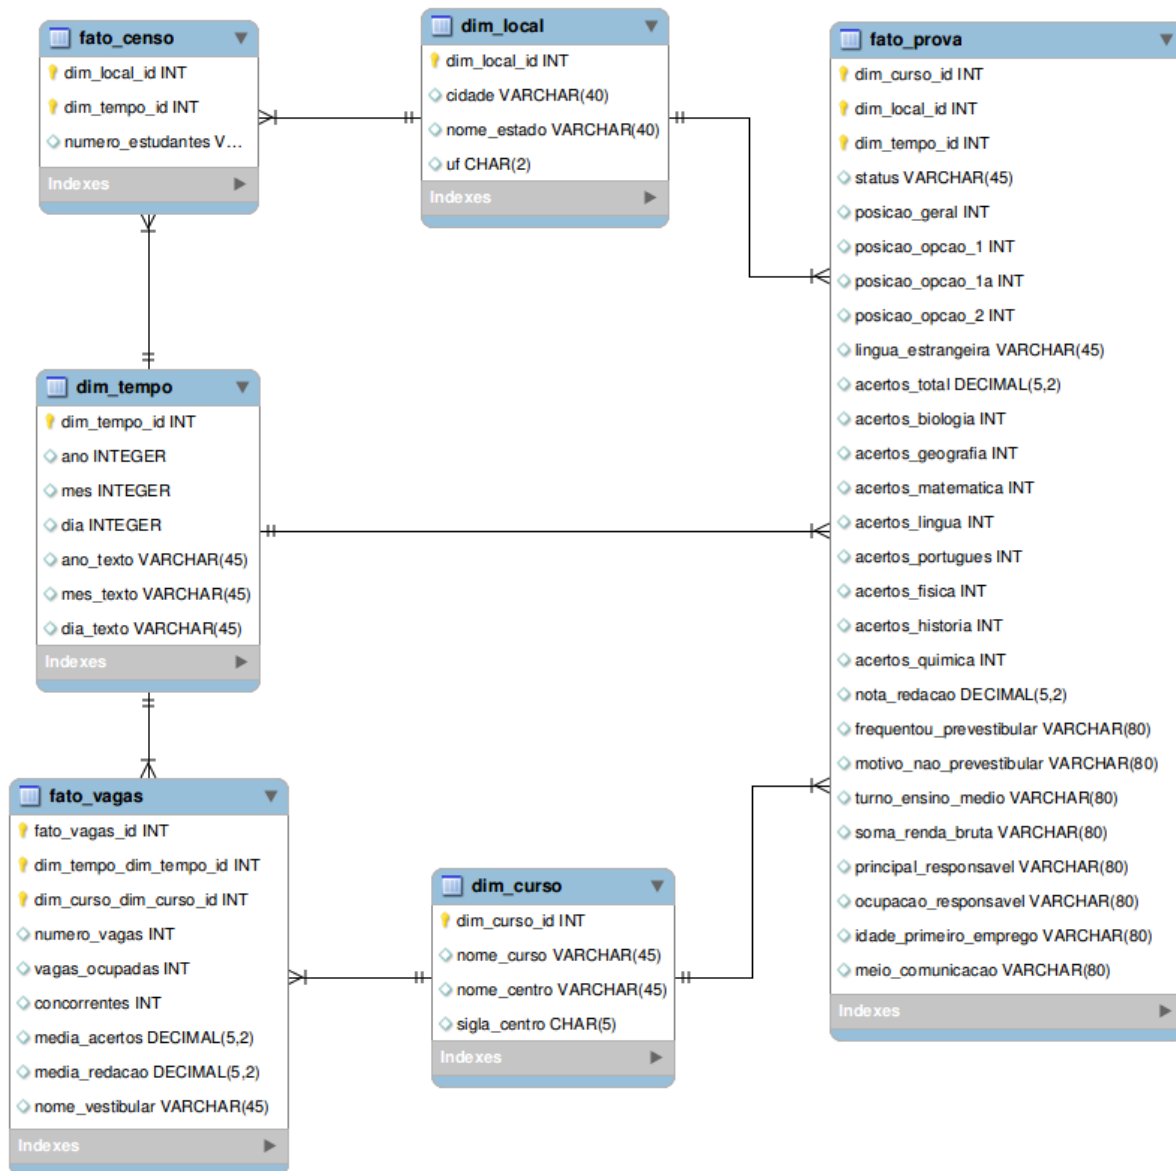 fato_censo
dim_local_id INT
dim_tempo_id INT
numero_estudantes V...
Indexes
dim_local
dim_local_id INT
cidade VARCHAR(40)
nome_estado VARCHAR(40)
uf CHAR(2)
Indexes
fato_prova
dim_curso_id INT
dim_local_id INT
dim_tempo_id INT
status VARCHAR(45)
posicao_geral INT
posicao_opcao_1 INT
posicao_opcao_1a INT
posicao_opcao_2 INT
lingua_estrangeira VARCHAR(45)
acertos_total DECIMAL(5,2)
acertos_biologia INT
acertos_geografia INT
acertos_matematica INT
acertos_lingua INT
acertos_portugues INT
acertos_fisica INT
acertos_historia INT
acertos_quimica INT
nota_redacao DECIMAL(5,2)
frequentou_prevestibular VARCHAR(80)
motivo_nao_prevestibular VARCHAR(80)
turno_ensino_medio VARCHAR(80)
soma_renda_bruta VARCHAR(80)
principal_responsavel VARCHAR(80)
ocupacao_responsavel VARCHAR(80)
idade_primeiro_emprego VARCHAR(80)
meio_comunicacao VARCHAR(80)
Indexes
dim_tempo
dim_tempo_id INT
ano INTEGER
mes INTEGER
dia INTEGER
ano_texto VARCHAR(45)
mes_texto VARCHAR(45)
dia_texto VARCHAR(45)
Indexes
fato_vagas
fato_vagas_id INT
dim_tempo_dim_tempo_id INT
dim_curso_dim_curso_id INT
numero_vagas INT
vagas_ocupadas INT
concorrentes INT
media_acertos DECIMAL(5,2)
media_redacao DECIMAL(5,2)
nome_vestibular VARCHAR(45)
Indexes
dim_curso
dim_curso_id INT
nome_curso VARCHAR(45)
nome_centro VARCHAR(45)
sigla_centro CHAR(5)
Indexes